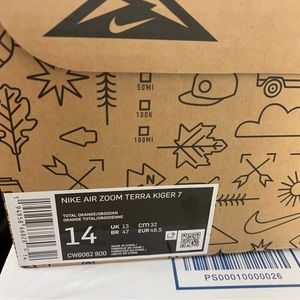 50MI
100K
100MI
NIKE AIR ZOOM TERRA KIGER 7
TOTAL ORANGE/OBSIDIAN
ORANGE TOTAL/OBSIDIENNE
14
UK 13
CM 32
BR 47
EUR 48.5
CW6062 800
PS00010000026